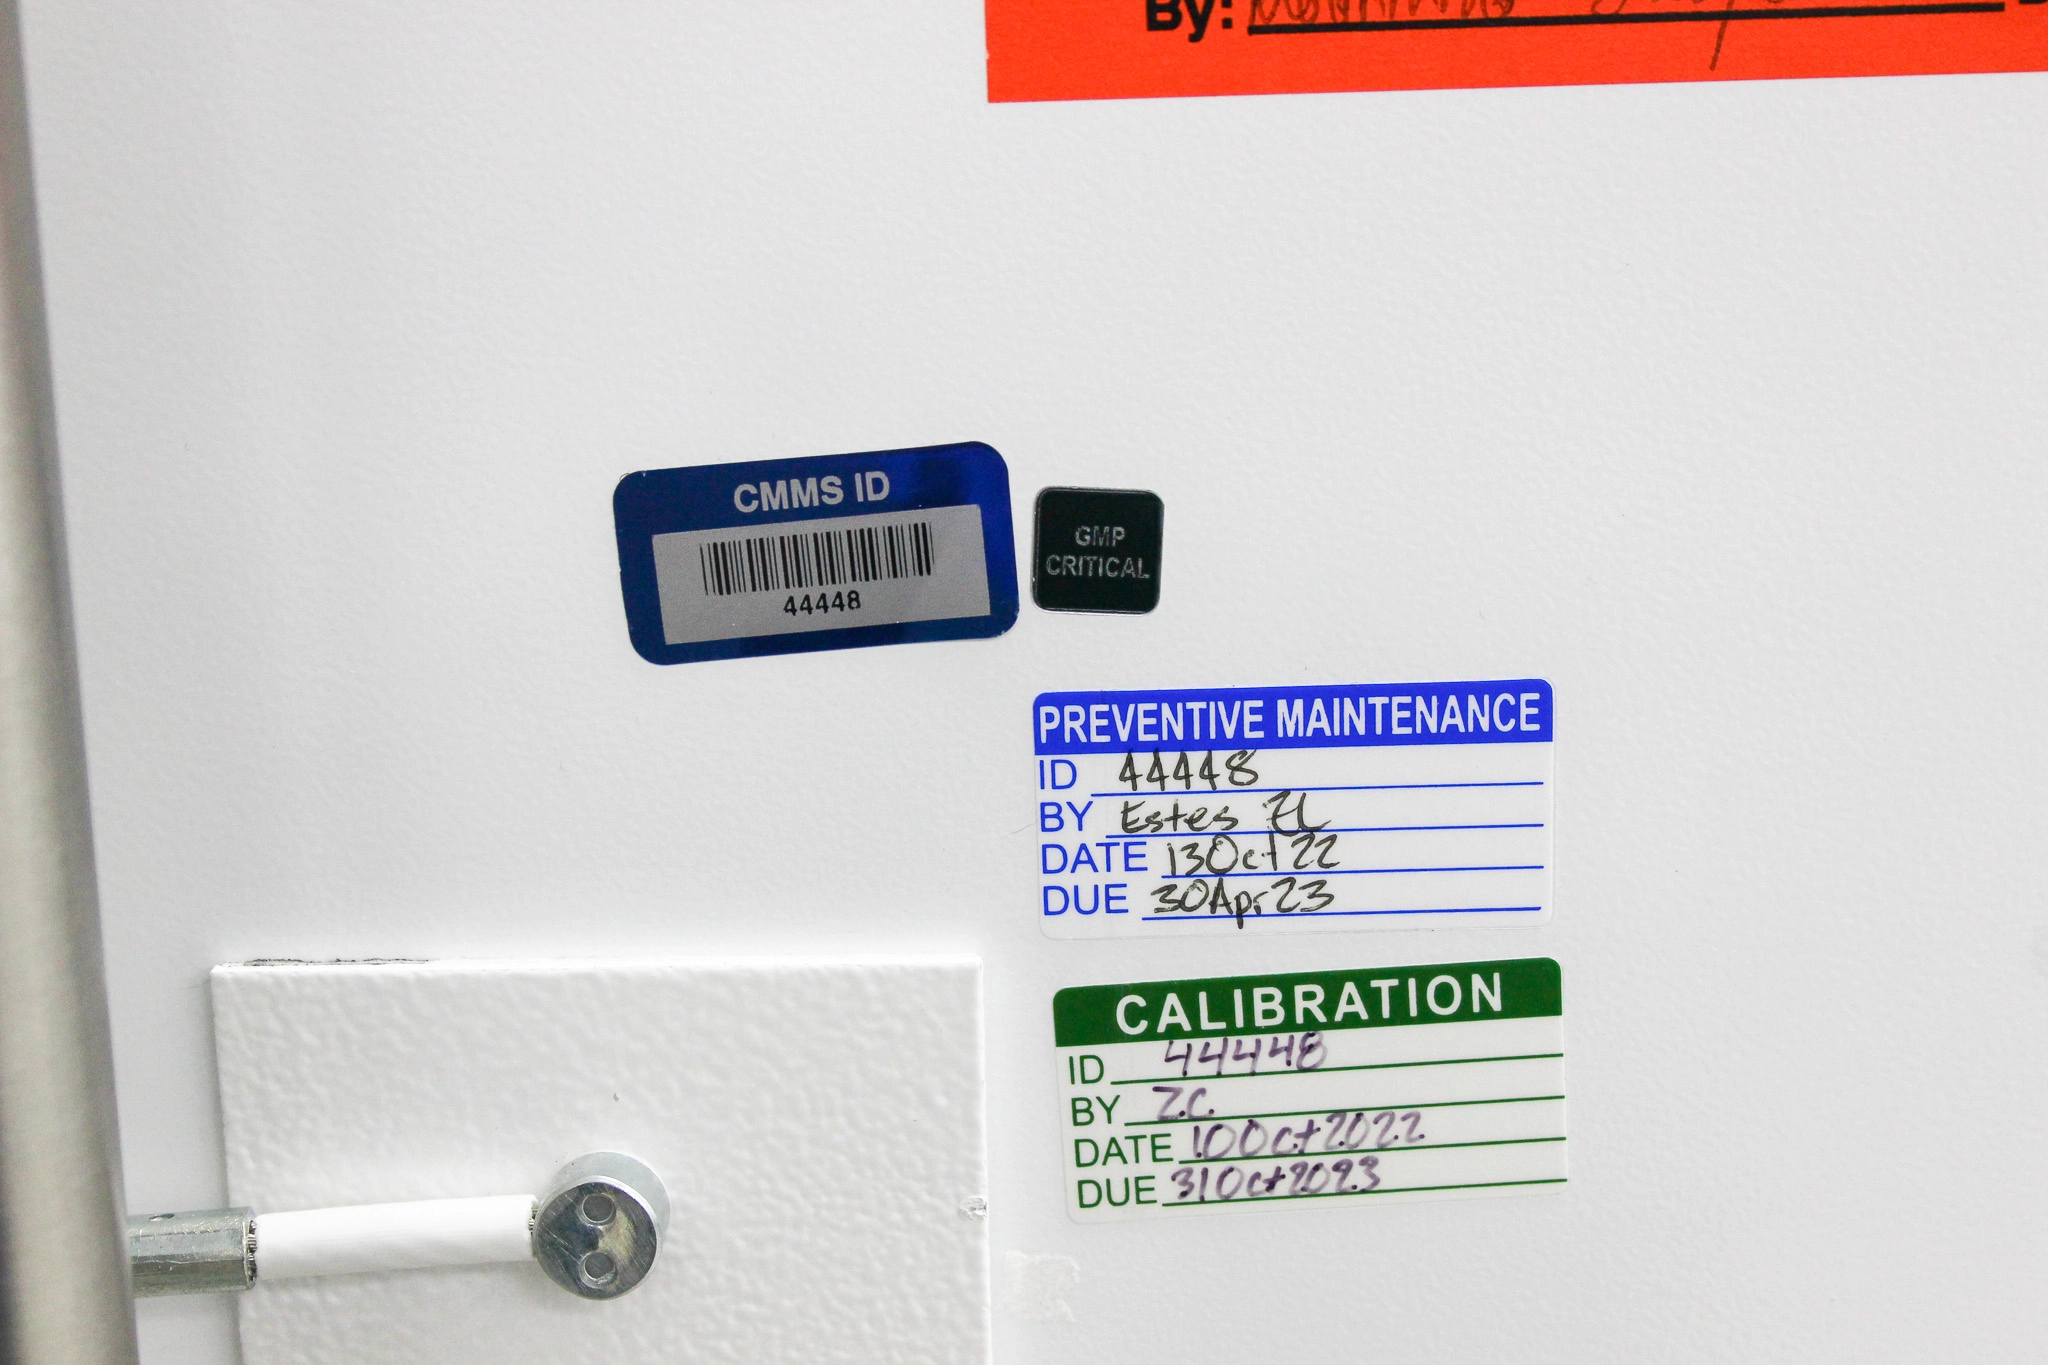 By:
CMMS ID
44448
GMP
CRITICAL
PREVENTIVE MAINTENANCE
ID 44448
BY Estes ZL
DATE 13Oct22
DUE 30Apr23
CALIBRATION
ID 44448
BY Z.C.
DATE 10Oct2022
DUE 31Oct2023